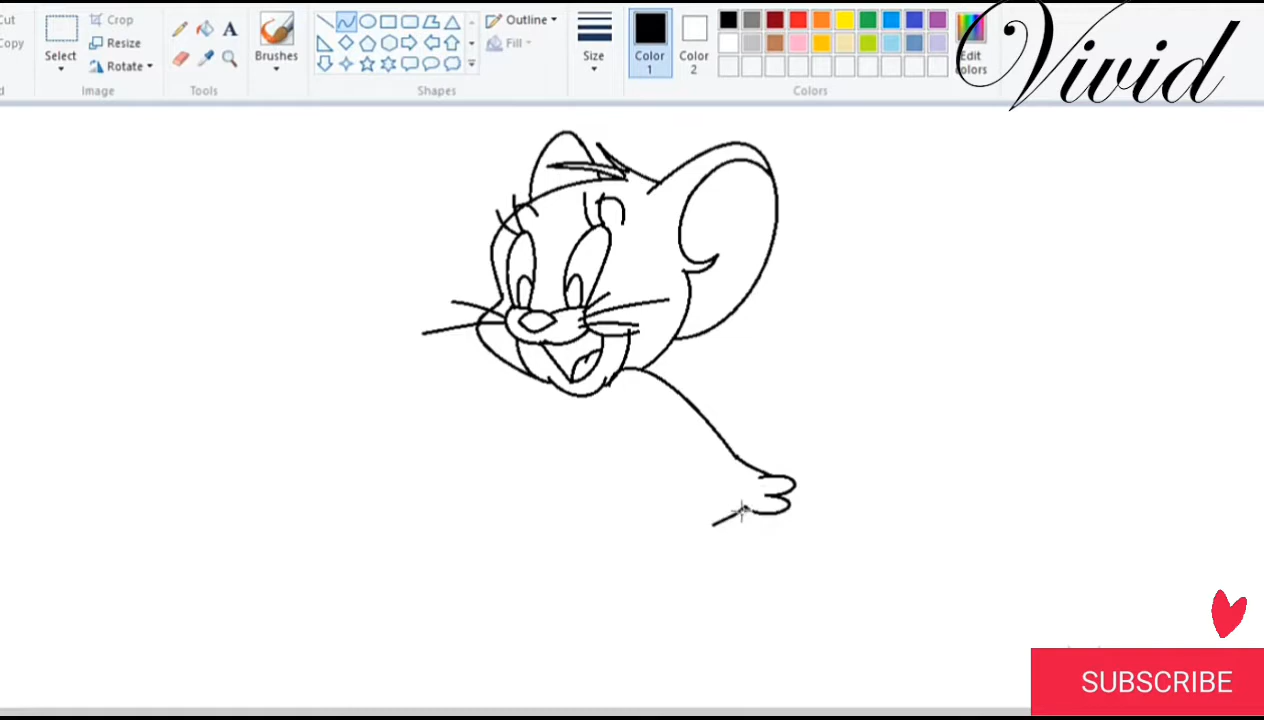 Cut
Copy
Select
Crop
Resize
Rotate
Image
A
Tools
Brushes
Shapes
Outline
Fill
Size
Color 1
Color 2
Edit colors
Colors
Vivid
SUBSCRIBE